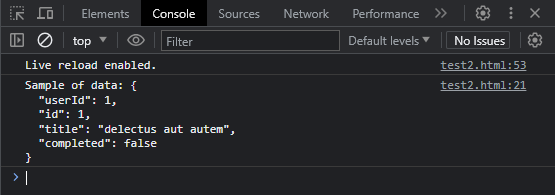 Elements Console Sources Network Performance »
top Filter Default levels No Issues
Live reload enabled. test2.html:53
Sample of data: { test2.html:21
"userId": 1,
"id": 1,
"title": "delectus aut autem",
"completed": false
}
>